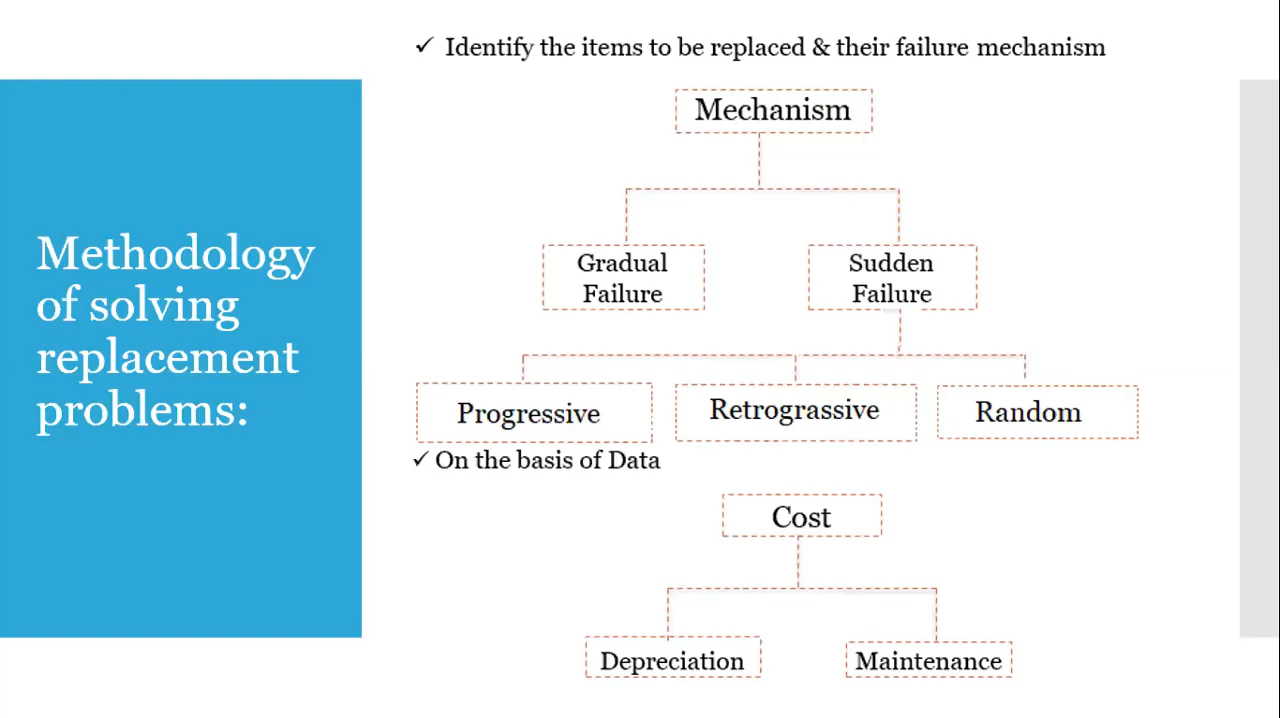 Methodology
of solving
replacement
problems:
✓ Identify the items to be replaced & their failure mechanism
Mechanism
Gradual
Failure
Sudden
Failure
Progressive
Retrograssive
Random
✓ On the basis of Data
Cost
Depreciation
Maintenance